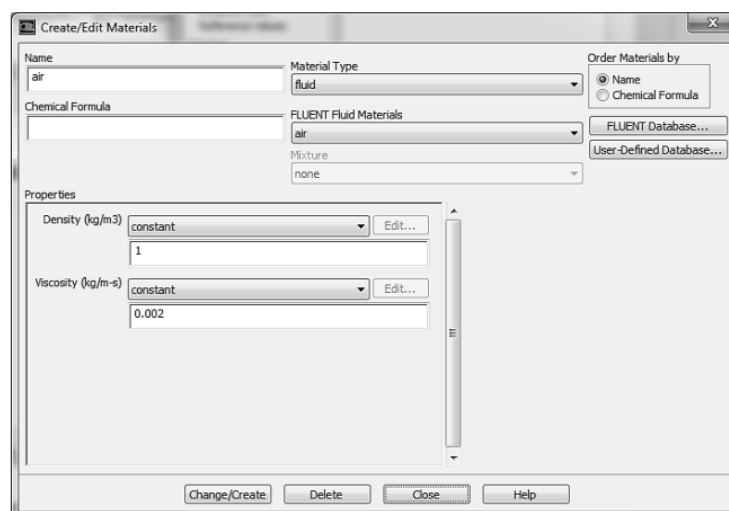 Create/Edit Materials
Name
air
Chemical Formula
Material Type
fluid
FLUENT Fluid Materials
air
Mixture
none
Order Materials by
Name
Chemical Formula
FLUENT Database...
User-Defined Database...
Properties
Density (kg/m3) constant Edit...
1
Viscosity (kg/m-s) constant Edit...
0.002
Change/Create Delete Close Help